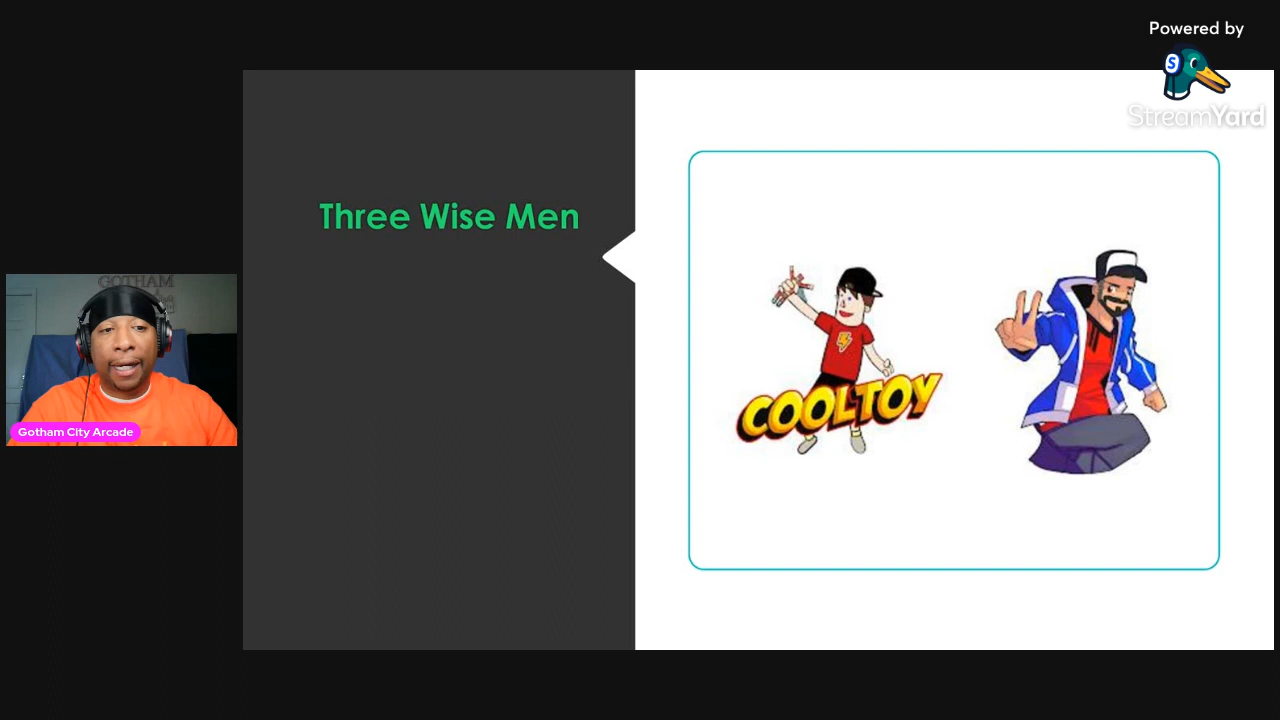 Powered by
S
StreamYard
Three Wise Men
COOLTOY
GOTHAM
Gotham City Arcade